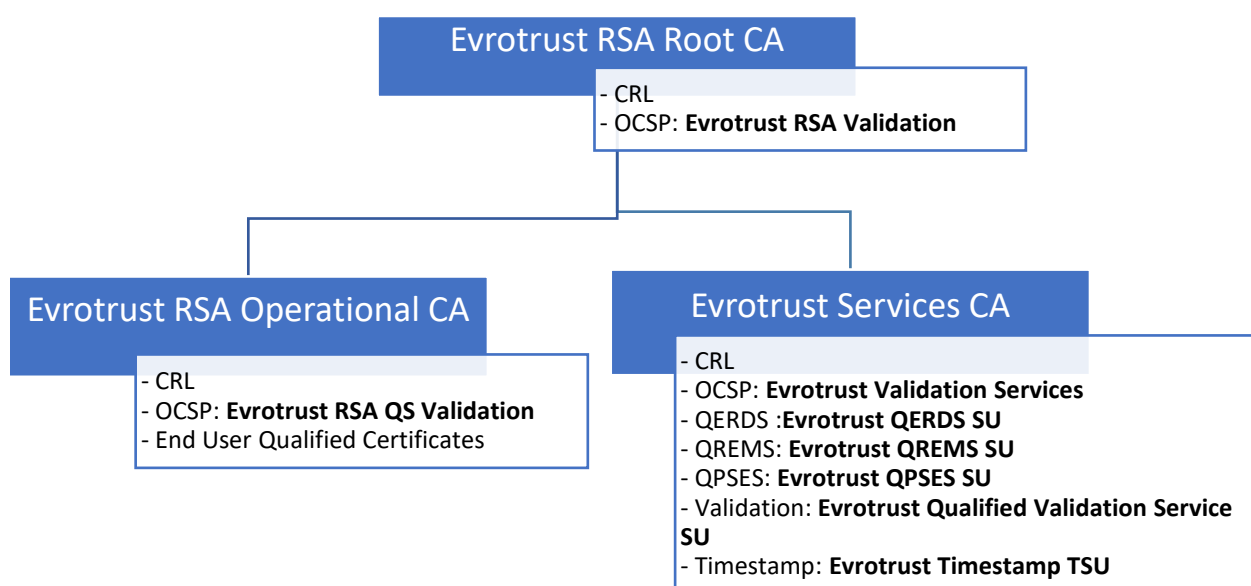 Evrotrust RSA Root CA
- CRL
- OCSP: Evrotrust RSA Validation
Evrotrust RSA Operational CA
- CRL
- OCSP: Evrotrust RSA QS Validation
- End User Qualified Certificates
Evrotrust Services CA
- CRL
- OCSP: Evrotrust Validation Services
- QERDS :Evrotrust QERDS SU
- QREMS: Evrotrust QREMS SU
- QPSES: Evrotrust QPSES SU
- Validation: Evrotrust Qualified Validation Service
SU
- Timestamp: Evrotrust Timestamp TSU